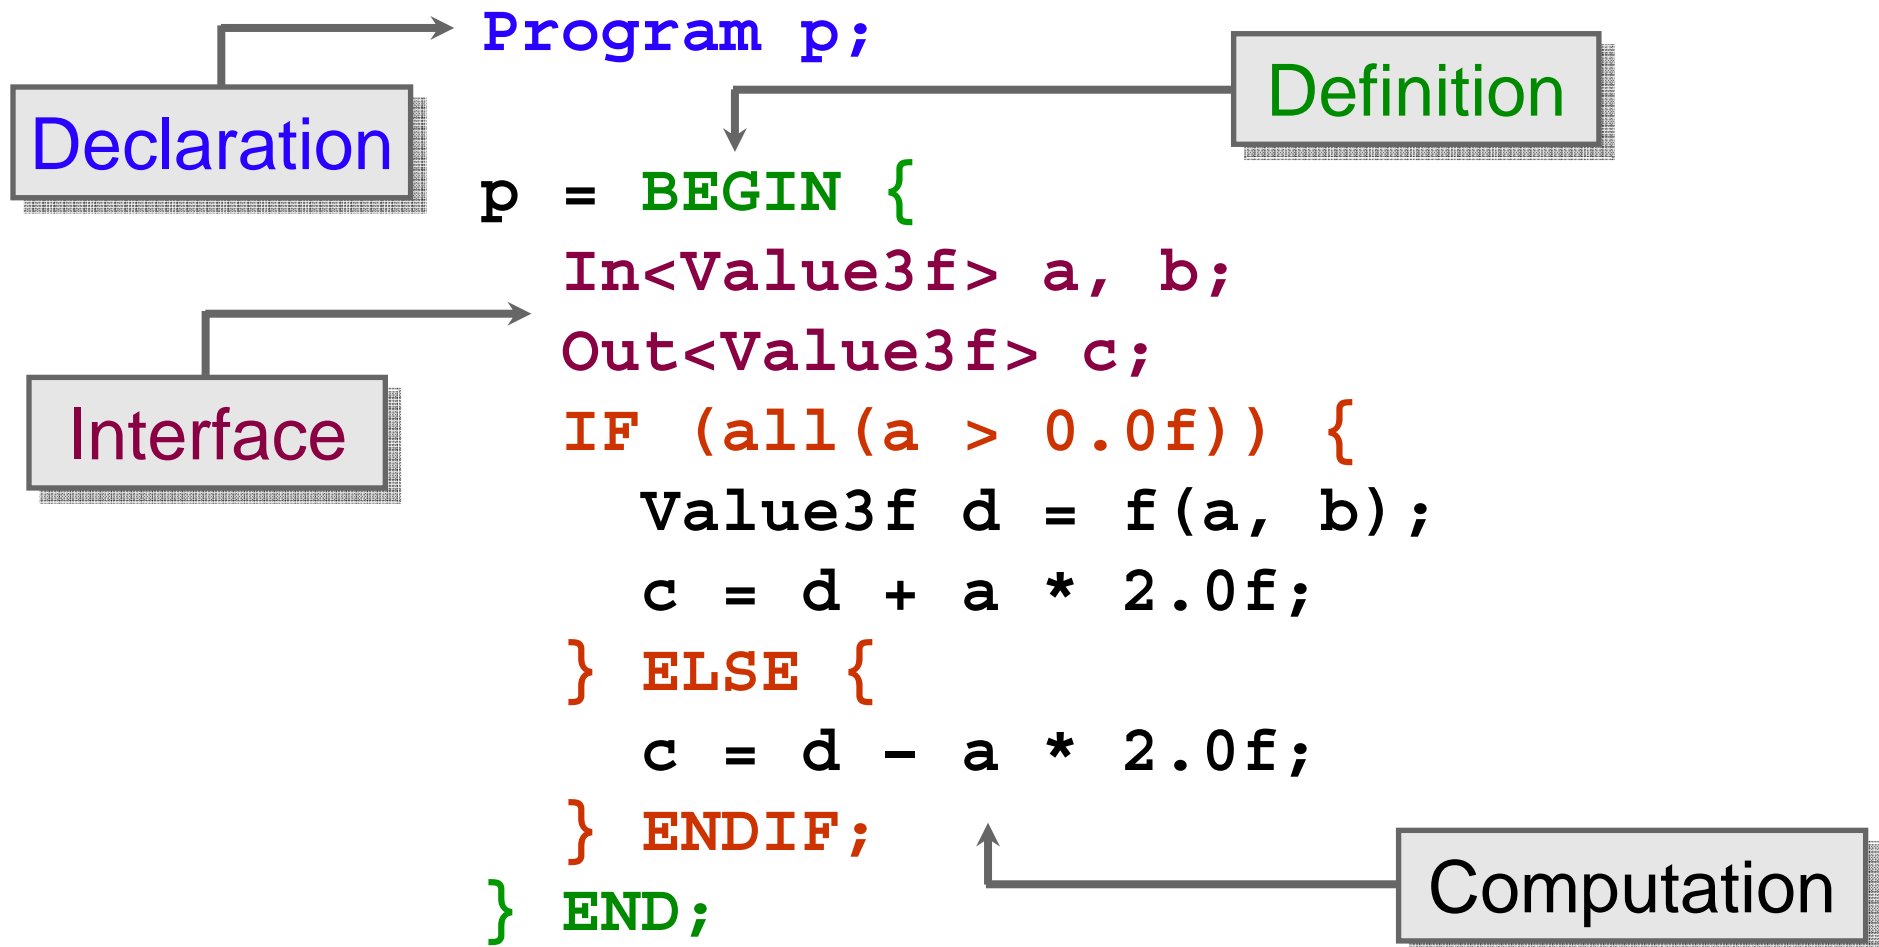 Program p;
Definition
Declaration
p = BEGIN {
In<Value3f> a, b;
Out<Value3f> c;
Interface
IF (all(a > 0.0f)) {
Value3f d = f(a, b);
c = d + a * 2.0f;
} ELSE {
c = d - a * 2.0f;
} ENDIF;
Computation
} END;